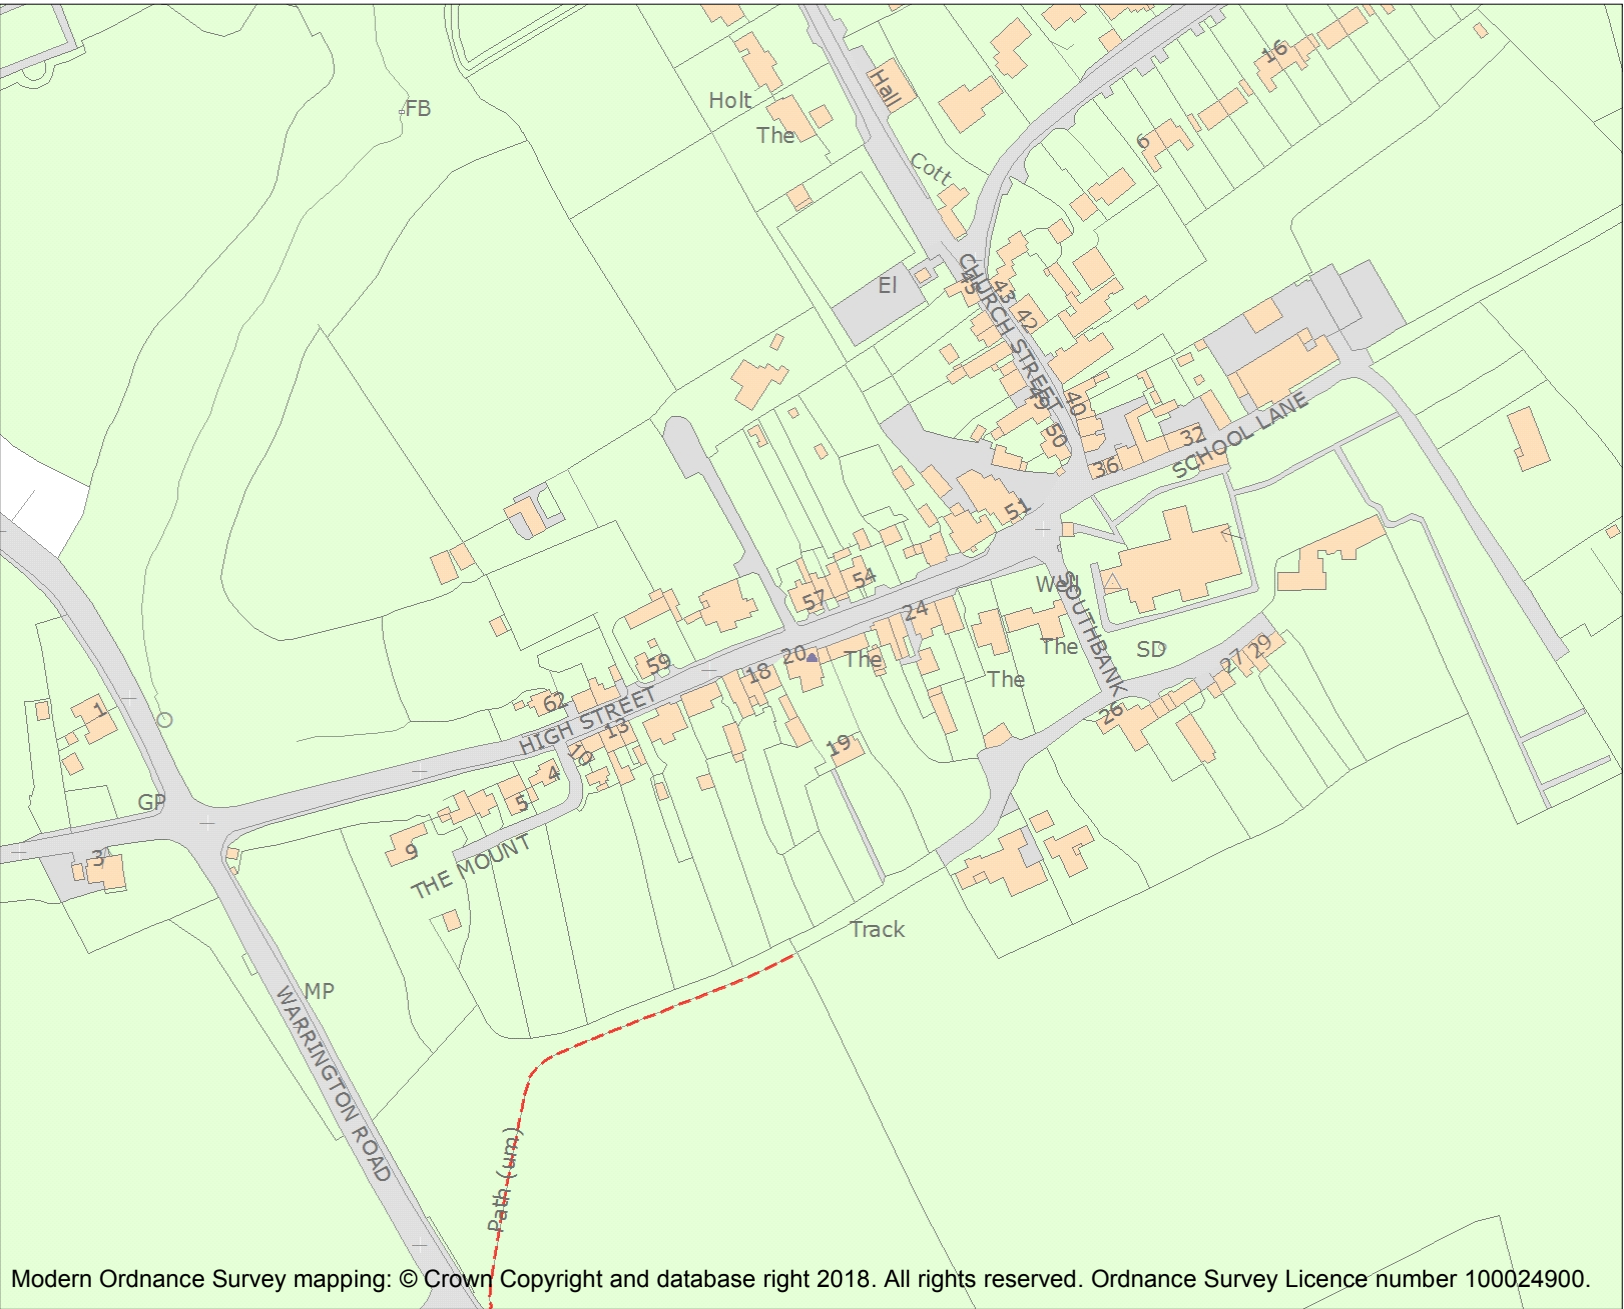 16
Hall
Holt
FB
The
6
Cott
CHURCH STREET
El
45
43
42
49
40
50
32
36
SCHOOL LANE
51
54
57
24
Well
SOUTHBANK
SD
The
The
The
27
29
59
20
18
62
HIGH STREET
13
10
26
1
19
4
5
GP
9
3
THE MOUNT
Track
MP
WARRINGTON ROAD
Path (um)
Modern Ordnance Survey mapping: © Crown Copyright and database right 2018. All rights reserved. Ordnance Survey Licence number 100024900.